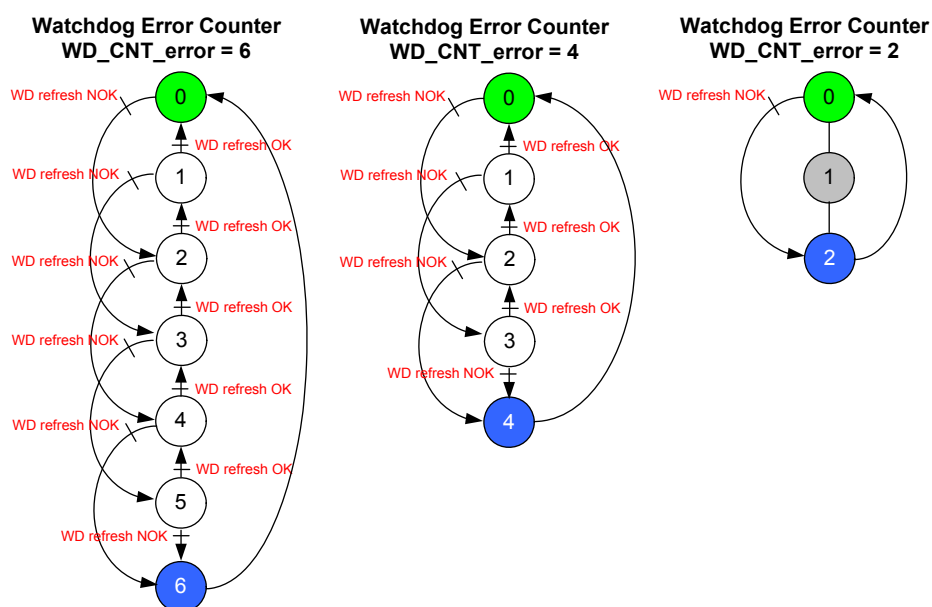 Watchdog Error Counter
WD_CNT_error = 6
WD refresh NOK
0
WD refresh OK
1
WD refresh NOK
WD refresh OK
2
WD refresh NOK
WD refresh OK
3
WD refresh NOK
WD refresh OK
4
WD refresh NOK
WD refresh OK
5
WD refresh NOK
6
Watchdog Error Counter
WD_CNT_error = 4
WD refresh NOK
0
WD refresh OK
1
WD refresh NOK
WD refresh OK
2
WD refresh NOK
WD refresh OK
3
WD refresh NOK
4
Watchdog Error Counter
WD_CNT_error = 2
WD refresh NOK
0
1
2